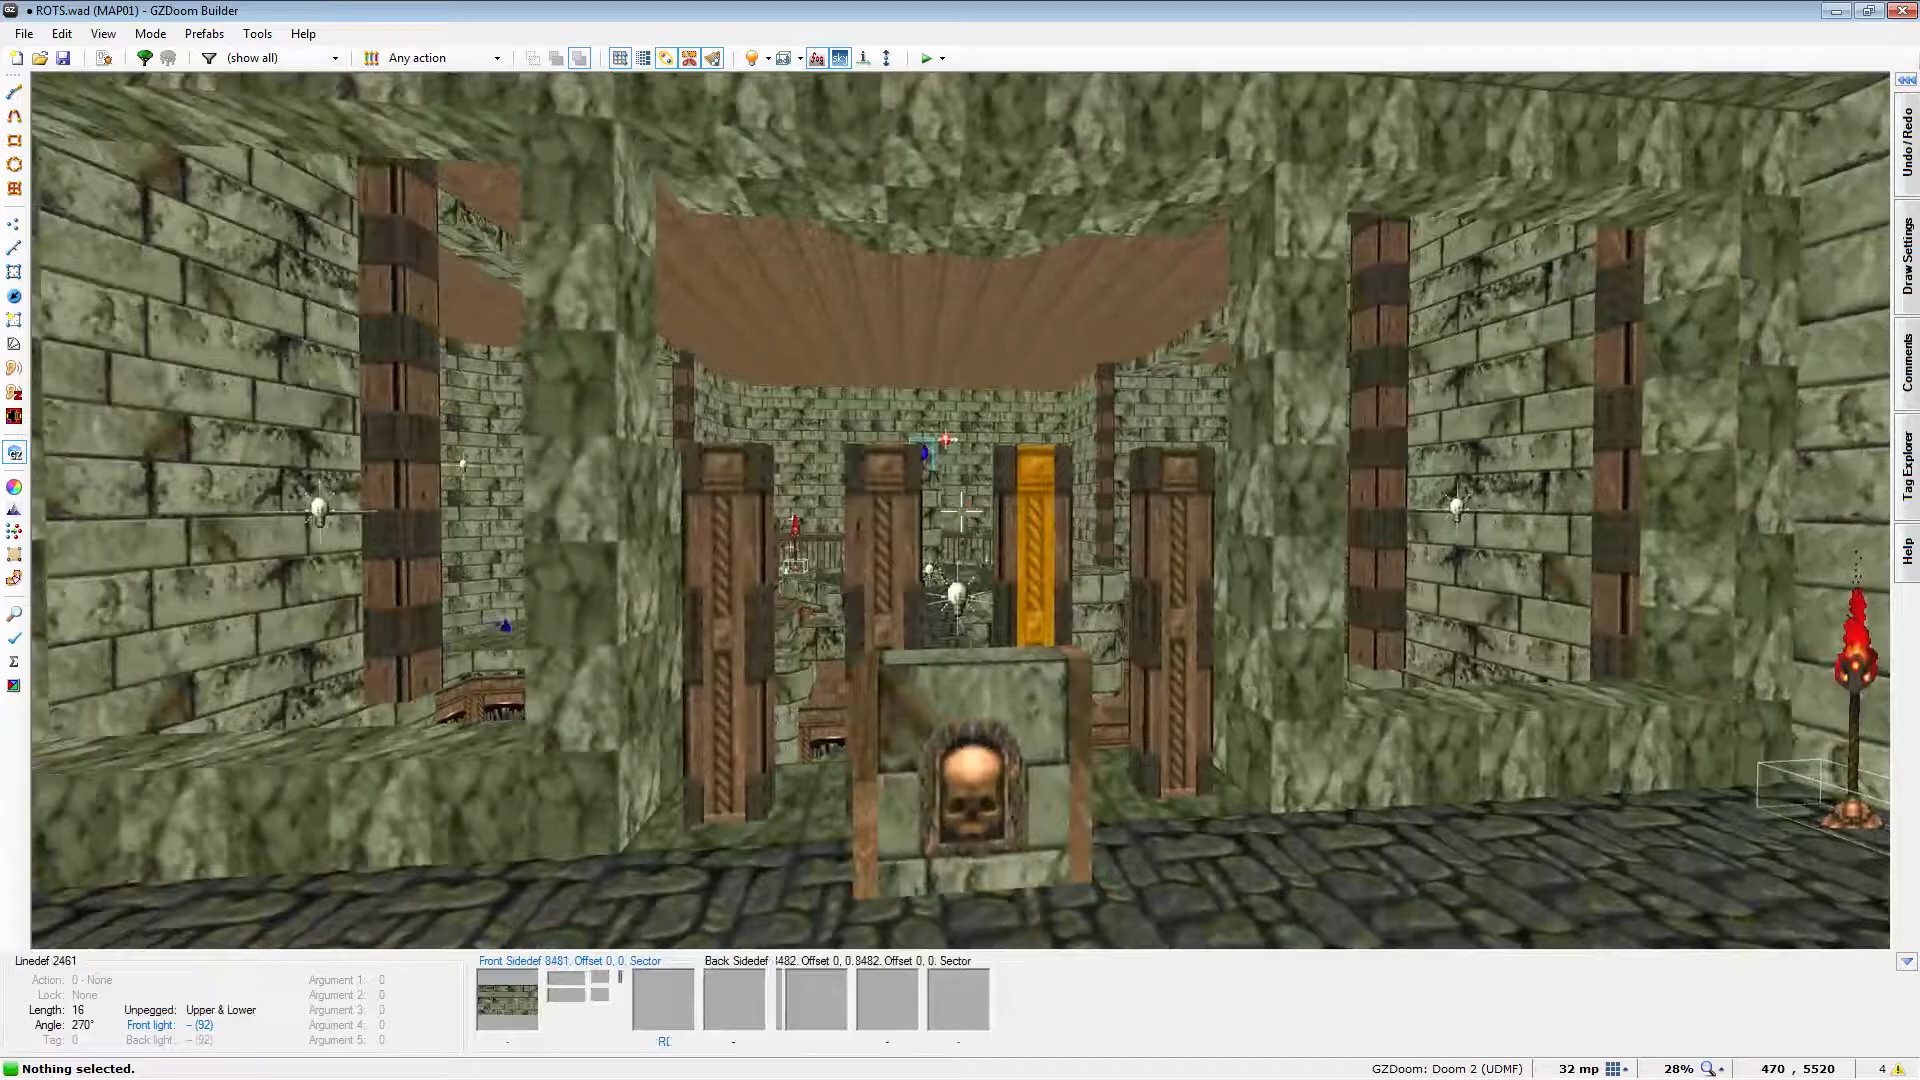 ● ROTS.wad (MAP01) - GZDoom Builder
File Edit View Mode Prefabs Tools Help
(show all) Any action
Undo / Redo
Draw Settings
Comments
Tag Explorer
Help
Linedef 2461
Action: 0 - None
Lock: None
Length: 16
Angle: 270°
Tag: 0
Unpegged: Upper & Lower
Front light: -- (92)
Back light: -- (92)
Argument 1: 0
Argument 2: 0
Argument 3: 0
Argument 4: 0
Argument 5: 0
Front Sidedef 8481. Offset 0, 0. Sector
Back Sidedef 8482. Offset 0, 0. Sector
Nothing selected.
GZDoom: Doom 2 (UDMF) 32 mp 28% 470 , 5520 4